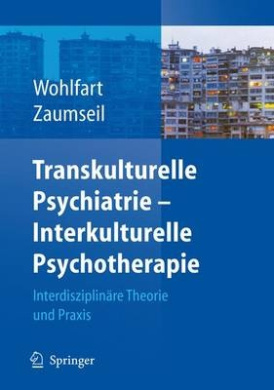 Wohlfart
Zaumseil
Transkulturelle
Psychiatrie –
Interkulturelle
Psychotherapie
Interdisziplinäre Theorie
und Praxis
Springer